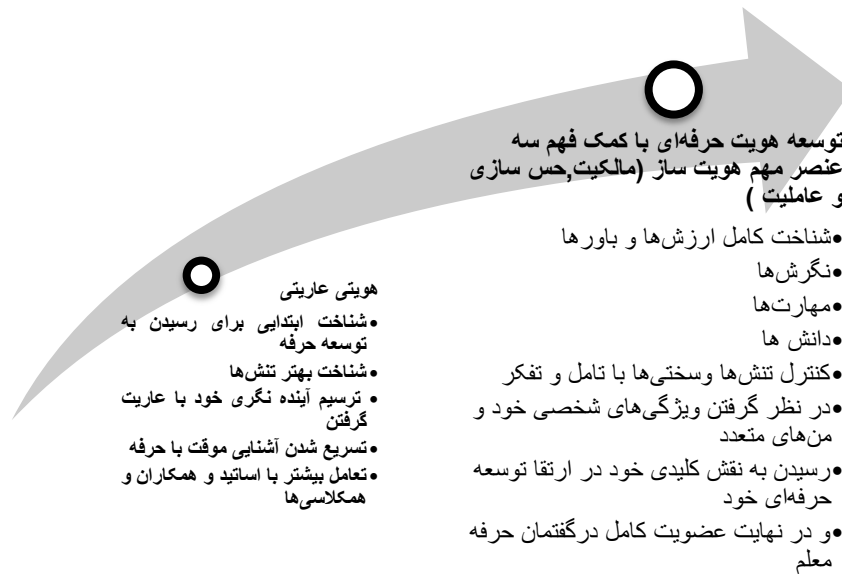 توسعه هویت حرفه‌ای با کمک فهم سه
عنصر مهم هویت ساز (مالکیت,حس سازی
و عاملیت )
•شناخت کامل ارزش‌ها و باورها
•نگرش‌ها
•مهارت‌ها
•دانش ها
•کنترل تنش‌ها وسختی‌ها با تامل و تفکر
•در نظر گرفتن ویژگی‌های شخصی خود و
من‌های متعدد
•رسیدن به نقش کلیدی خود در ارتقا توسعه
حرفه‌ای خود
•و در نهایت عضویت کامل درگفتمان حرفه
معلم
هویتی عاریتی
•شناخت ابتدایی برای رسیدن به
توسعه حرفه
•شناخت بهتر تنش‌ها
• ترسیم آینده نگری خود با عاریت
گرفتن
•تسریع شدن آشنایی موقت با حرفه
•تعامل بیشتر با اساتید و همکاران و
همکلاسی‌ها